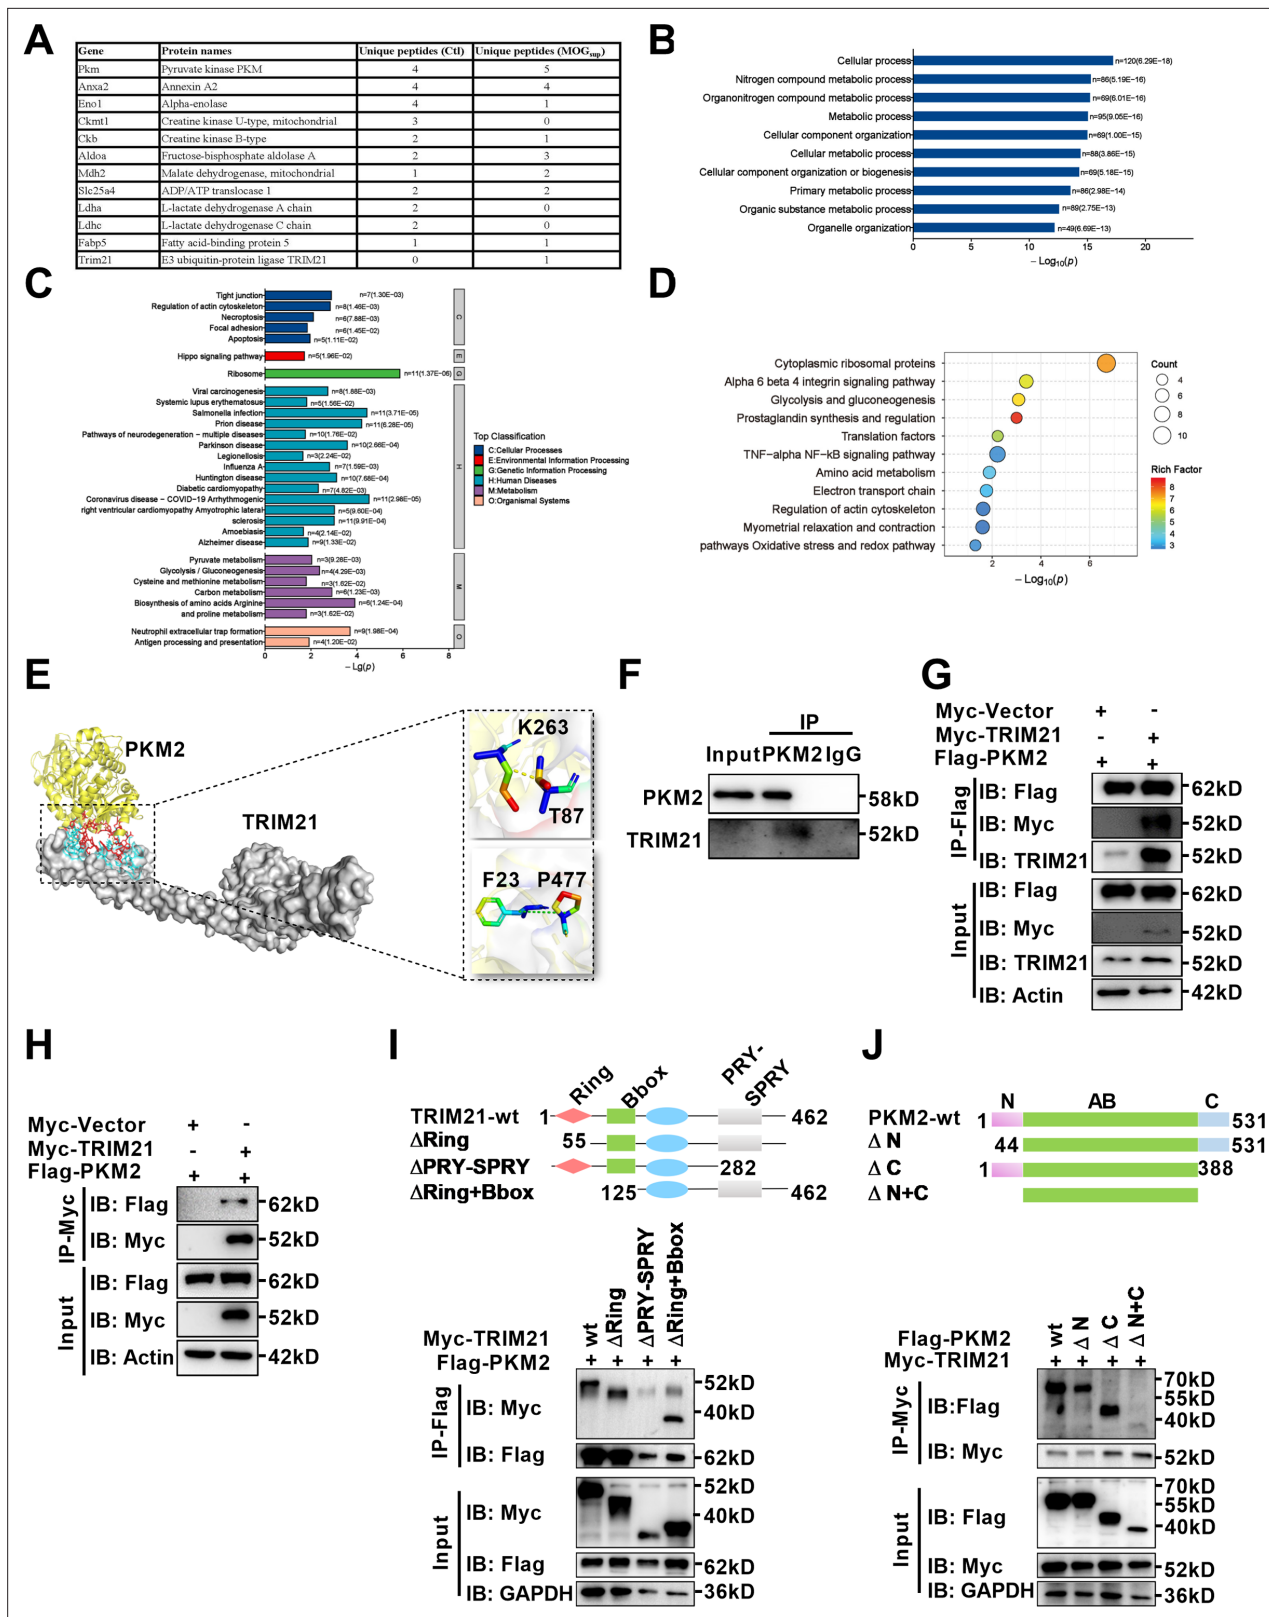 A
Gene Protein names Unique peptides (Ctl) Unique peptides (MOGsup)
Pkm Pyruvate kinase PKM 4 5
Anxa2 Annexin A2 4 4
Eno1 Alpha-enolase 4 1
Ckmt1 Creatine kinase U-type, mitochondrial 3 0
Ckb Creatine kinase B-type 2 1
Aldoa Fructose-bisphosphate aldolase A 2 3
Mdh2 Malate dehydrogenase, mitochondrial 1 2
Slc25a4 ADP/ATP translocase 1 2 2
Ldha L-lactate dehydrogenase A chain 2 0
Ldhc L-lactate dehydrogenase C chain 2 0
Fabp5 Fatty acid-binding protein 5 1 1
Trim21 E3 ubiquitin-protein ligase TRIM21 0 1
B
Cellular process n=120(6.29E−18)
Nitrogen compound metabolic process n=86(5.19E−16)
Organonitrogen compound metabolic process n=69(6.01E−16)
Metabolic process n=95(9.05E−16)
Cellular component organization n=69(1.00E−15)
Cellular metabolic process n=88(3.86E−15)
Cellular component organization or biogenesis n=69(5.18E−15)
Primary metabolic process n=86(2.98E−14)
Organic substance metabolic process n=89(2.75E−13)
Organelle organization n=49(6.69E−13)
0 5 10 15 20
− Log10(p)
C
Tight junction n=7(1.30E−03)
Regulation of actin cytoskeleton n=8(1.46E−03)
Necroptosis n=6(7.88E−03)
Focal adhesion n=6(1.45E−02)
Apoptosis n=5(1.11E−02)
C
Hippo signaling pathway n=5(1.96E−02)
E
Ribosome n=11(1.37E−06)
G
Viral carcinogenesis n=8(1.88E−03)
Systemic lupus erythematosus n=5(1.56E−02)
Salmonella infection n=11(3.71E−05)
Prion disease n=11(6.28E−05)
Pathways of neurodegeneration − multiple diseases n=10(1.76E−02)
Parkinson disease n=10(2.66E−04)
Legionellosis n=3(2.24E−02)
Influenza A n=7(1.59E−03)
Huntington disease n=10(7.68E−04)
Diabetic cardiomyopathy n=7(4.82E−03)
Coronavirus disease − COVID−19 Arrhythmogenic n=11(2.98E−05)
right ventricular cardiomyopathy Amyotrophic lateral n=5(9.60E−04)
sclerosis n=11(9.91E−04)
Amoebiasis n=4(2.14E−02)
Alzheimer disease n=9(1.33E−02)
H
Pyruvate metabolism n=3(9.28E−03)
Glycolysis / Gluconeogenesis n=4(4.29E−03)
Cysteine and methionine metabolism n=3(1.62E−02)
Carbon metabolism n=6(1.23E−03)
Biosynthesis of amino acids Arginine n=6(1.24E−04)
and proline metabolism n=3(1.62E−02)
M
Neutrophil extracellular trap formation n=9(1.98E−04)
Antigen processing and presentation n=4(1.20E−02)
O
0 2 4 6 8
− Lg(p)
Top Classification
C:Cellular Processes
E:Environmental Information Processing
G:Genetic Information Processing
H:Human Diseases
M:Metabolism
O:Organismal Systems
D
Cytoplasmic ribosomal proteins
Alpha 6 beta 4 integrin signaling pathway
Glycolysis and gluconeogenesis
Prostaglandin synthesis and regulation
Translation factors
TNF−alpha NF−kB signaling pathway
Amino acid metabolism
Electron transport chain
Regulation of actin cytoskeleton
Myometrial relaxation and contraction
pathways Oxidative stress and redox pathway
2 4 6
− Log10(p)
Count
4
6
8
10
Rich Factor
8
7
6
5
4
3
E
PKM2
TRIM21
K263
T87
F23 P477
F
IP
Input PKM2 IgG
PKM2 58kD
TRIM21 52kD
G
Myc-Vector + -
Myc-TRIM21 - +
Flag-PKM2 + +
IP-Flag
IB: Flag 62kD
IB: Myc 52kD
IB: TRIM21 52kD
Input
IB: Flag 62kD
IB: Myc 52kD
IB: TRIM21 52kD
IB: Actin 42kD
H
Myc-Vector + -
Myc-TRIM21 - +
Flag-PKM2 + +
IP-Myc
IB: Flag 62kD
IB: Myc 52kD
Input
IB: Flag 62kD
IB: Myc 52kD
IB: Actin 42kD
I
Ring Bbox PRY-SPRY
TRIM21-wt 1 462
ΔRing 55
ΔPRY-SPRY 282
ΔRing+Bbox 125 462
Myc-TRIM21 wt ΔRing ΔPRY-SPRY ΔRing+Bbox
Flag-PKM2 + + + +
IP-Flag
IB: Myc 52kD
40kD
IB: Flag 62kD
Input
IB: Myc 52kD
40kD
IB: Flag 62kD
IB: GAPDH 36kD
J
N AB C
PKM2-wt 1 531
Δ N 44 531
Δ C 1 388
Δ N+C
Flag-PKM2 wt Δ N Δ C Δ N+C
Myc-TRIM21 + + + +
IP-Myc
IB:Flag 70kD
55kD
40kD
IB: Myc 52kD
Input
IB: Flag 70kD
55kD
40kD
IB: Myc 52kD
IB: GAPDH 36kD